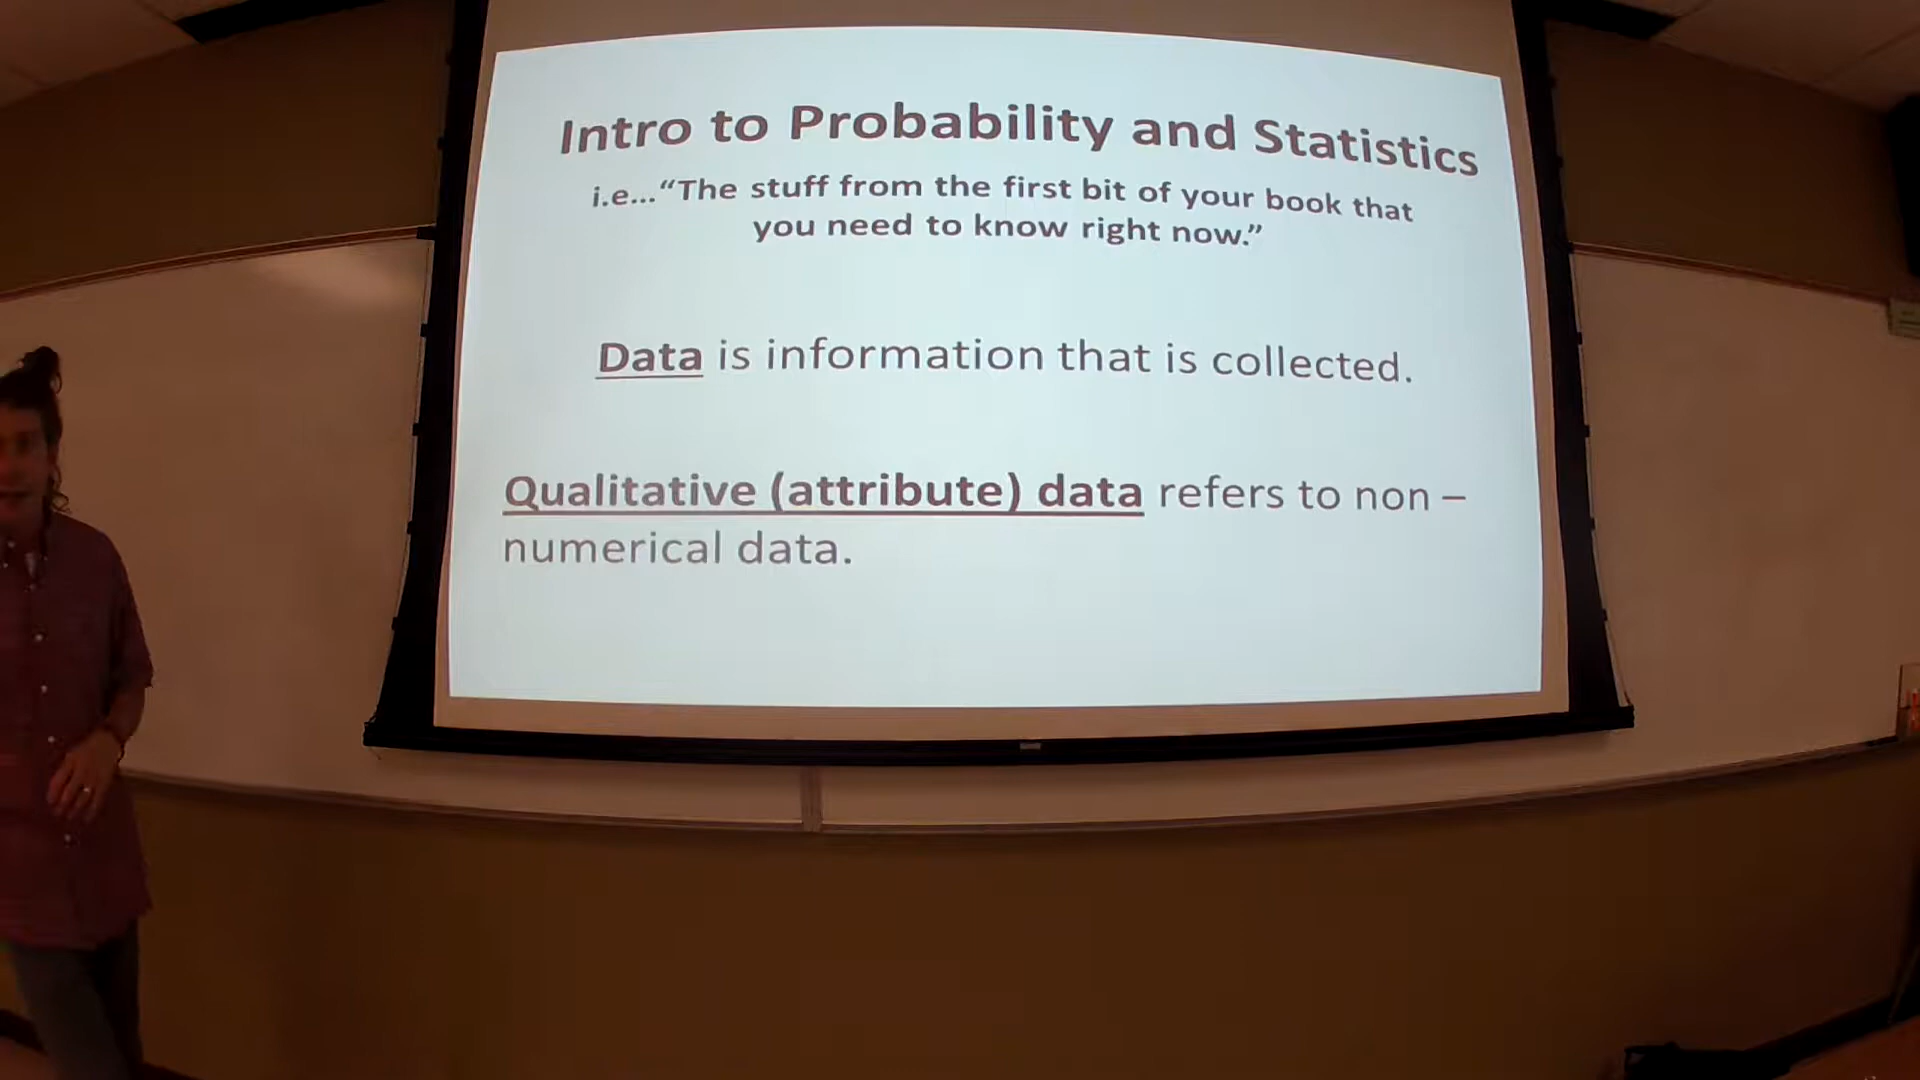 Intro to Probability and Statistics
i.e…“The stuff from the first bit of your book that
you need to know right now.”
Data is information that is collected.
Qualitative (attribute) data refers to non –
numerical data.